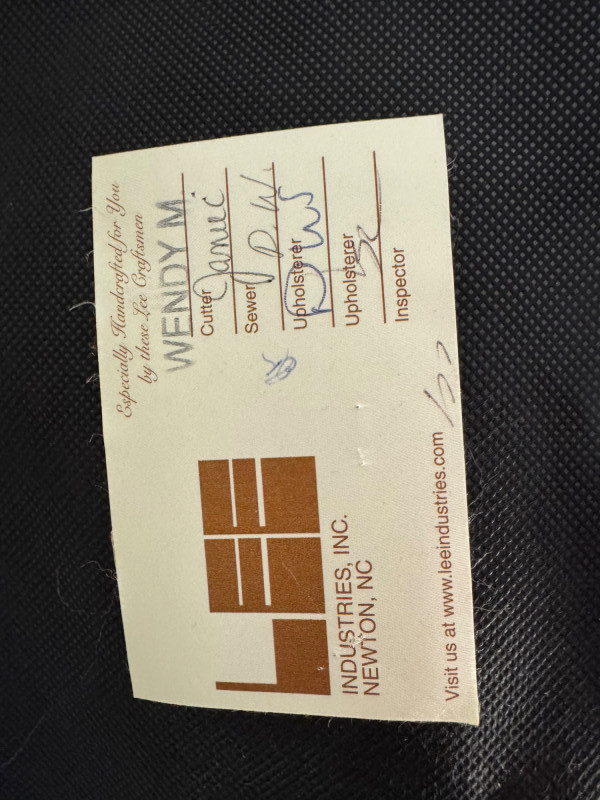 Especially Handcrafted for You
by these Lee Craftsmen
WENDY M.
Cutter
Sewer
Upholsterer
Upholsterer
Inspector
LEE
INDUSTRIES, INC.
NEWTON, NC
Visit us at www.leeindustries.com